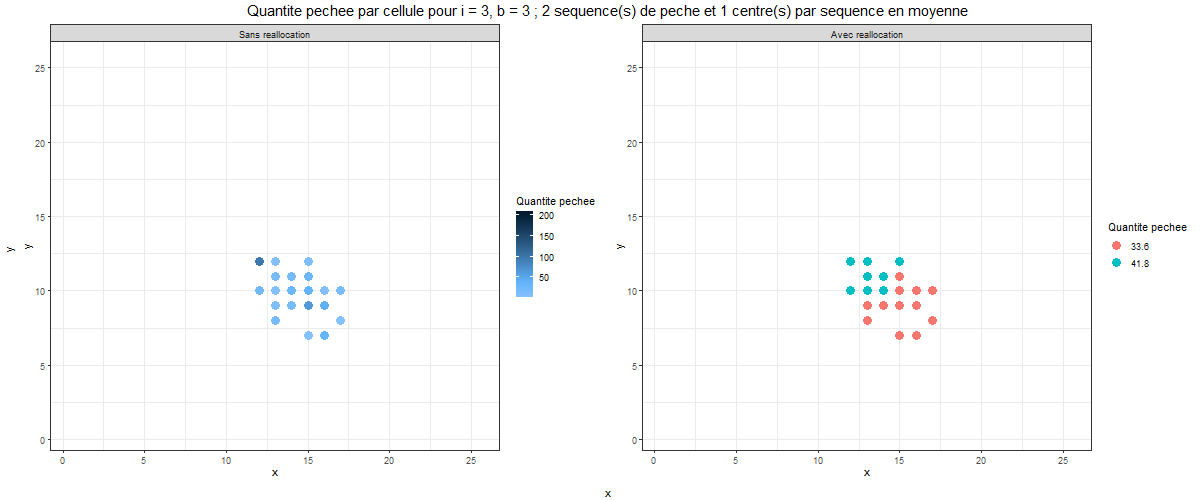 Quantite pechee par cellule pour i = 3, b = 3 ; 2 sequence(s) de peche et 1 centre(s) par sequence en moyenne
Sans reallocation
25
20
15
10
5
0
0 5 10 15 20 25
x
y
y
Quantite pechee
200
150
100
50
Avec reallocation
25
20
15
10
5
0
0 5 10 15 20 25
x
y
Quantite pechee
33.6
41.8
x